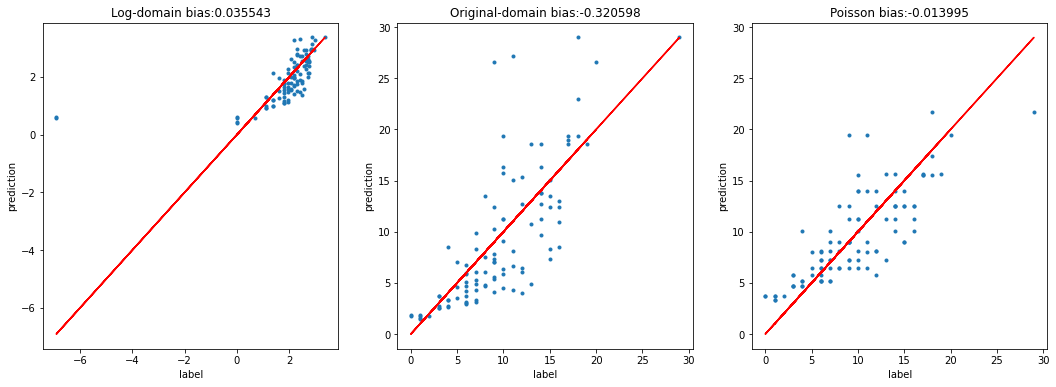 Log-domain bias:0.035543
2
0
−2
−4
−6
prediction
−6 −4 −2 0 2
label
Original-domain bias:-0.320598
30
25
20
15
10
5
0
prediction
0 5 10 15 20 25 30
label
Poisson bias:-0.013995
30
25
20
15
10
5
0
prediction
0 5 10 15 20 25 30
label